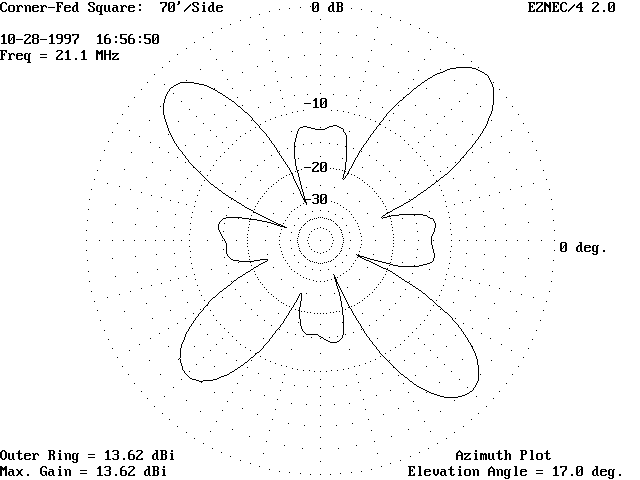 Corner-Fed Square:  70'/Side
0 dB
EZNEC/4 2.0
10-28-1997  16:56:50
Freq = 21.1 MHz
-10
-20
-30
0 deg.
Outer Ring = 13.62 dBi
Max. Gain = 13.62 dBi
Azimuth Plot
Elevation Angle = 17.0 deg.